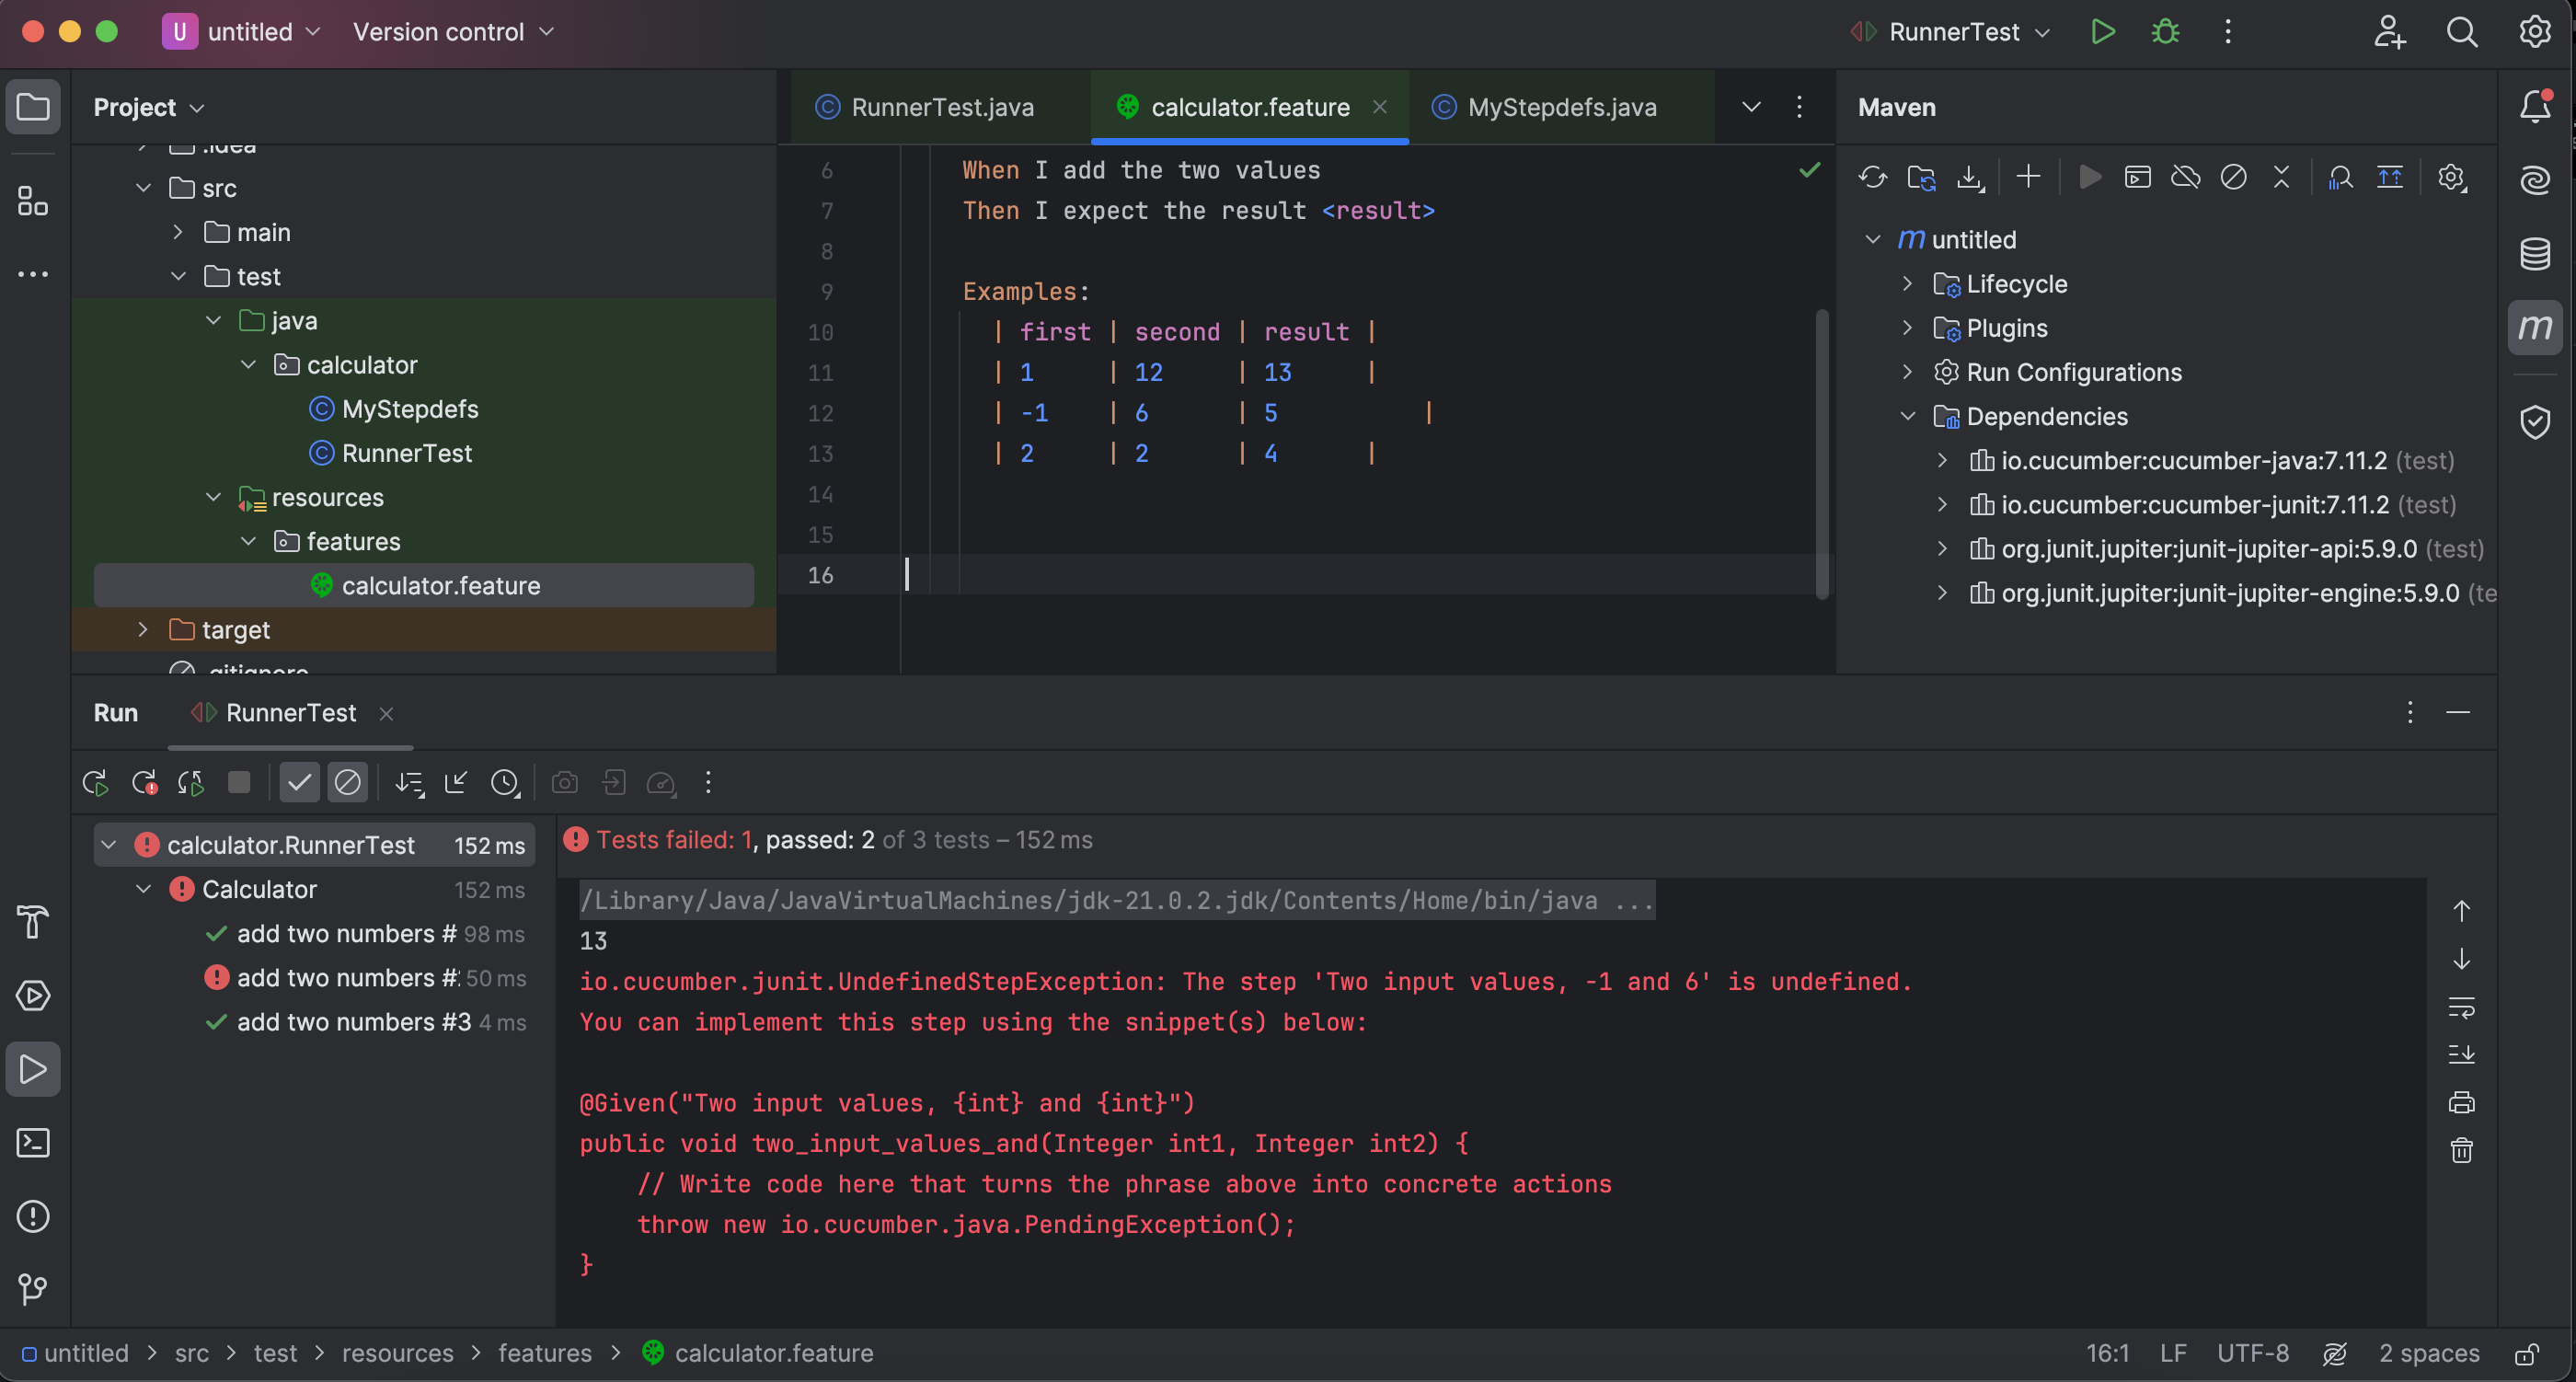 U untitled Version control RunnerTest
Project
RunnerTest.java calculator.feature MyStepdefs.java
Maven
.idea
src
main
test
java
calculator
MyStepdefs
RunnerTest
resources
features
calculator.feature
target
.gitignore
6 When I add the two values
7 Then I expect the result <result>
8
9 Examples:
10 | first | second | result |
11 | 1 | 12 | 13 |
12 | -1 | 6 | 5 |
13 | 2 | 2 | 4 |
14
15
16
m untitled
Lifecycle
Plugins
Run Configurations
Dependencies
io.cucumber:cucumber-java:7.11.2 (test)
io.cucumber:cucumber-junit:7.11.2 (test)
org.junit.jupiter:junit-jupiter-api:5.9.0 (test)
org.junit.jupiter:junit-jupiter-engine:5.9.0 (te
m
Run RunnerTest
calculator.RunnerTest 152 ms
Calculator 152 ms
add two numbers # 98 ms
add two numbers #2 50 ms
add two numbers #3 4 ms
Tests failed: 1, passed: 2 of 3 tests – 152 ms
/Library/Java/JavaVirtualMachines/jdk-21.0.2.jdk/Contents/Home/bin/java ...
13
io.cucumber.junit.UndefinedStepException: The step 'Two input values, -1 and 6' is undefined.
You can implement this step using the snippet(s) below:
@Given("Two input values, {int} and {int}")
public void two_input_values_and(Integer int1, Integer int2) {
// Write code here that turns the phrase above into concrete actions
throw new io.cucumber.java.PendingException();
}
untitled > src > test > resources > features > calculator.feature
16:1 LF UTF-8 2 spaces